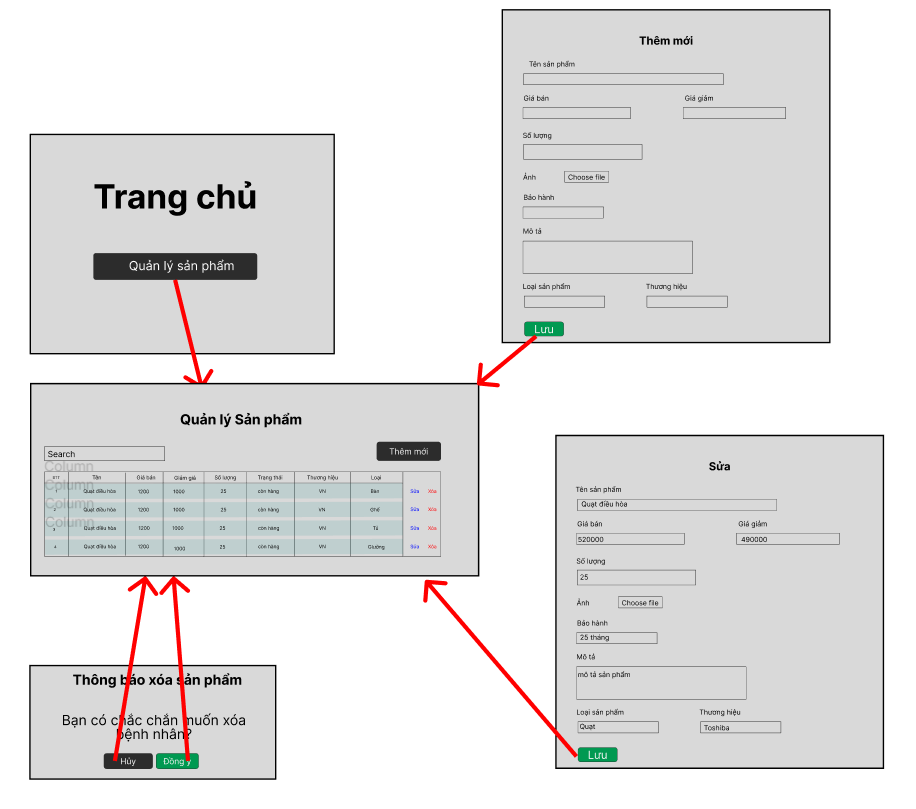 Thêm mới
Tên sản phẩm
Giá bán
Giá giảm
Số lượng
Ảnh
Choose file
Bảo hành
Mô tả
Loại sản phẩm
Thương hiệu
Lưu
Trang chủ
Quản lý sản phẩm
Quản lý Sản phẩm
Search
Thêm mới
Column
Column
Column
Column
STT Tên Giá bán Giảm giá Số lượng Trạng thái Thương hiệu Loại
1 Quạt điều hòa 1200 1000 25 còn hàng VN Bàn Sửa Xóa
2 Quạt điều hòa 1200 1000 25 còn hàng VN Ghế Sửa Xóa
3 Quạt điều hòa 1200 1000 25 còn hàng VN Tủ Sửa Xóa
4 Quạt điều hòa 1200 1000 25 còn hàng VN Giường Sửa Xóa
Sửa
Tên sản phẩm
Quạt điều hòa
Giá bán
Giá giảm
520000
490000
Số lượng
25
Ảnh
Choose file
Bảo hành
25 tháng
Mô tả
mô tả sản phẩm
Loại sản phẩm
Thương hiệu
Quạt
Toshiba
Lưu
Thông báo xóa sản phẩm
Bạn có chắc chắn muốn xóa
bệnh nhân?
Hủy
Đồng ý